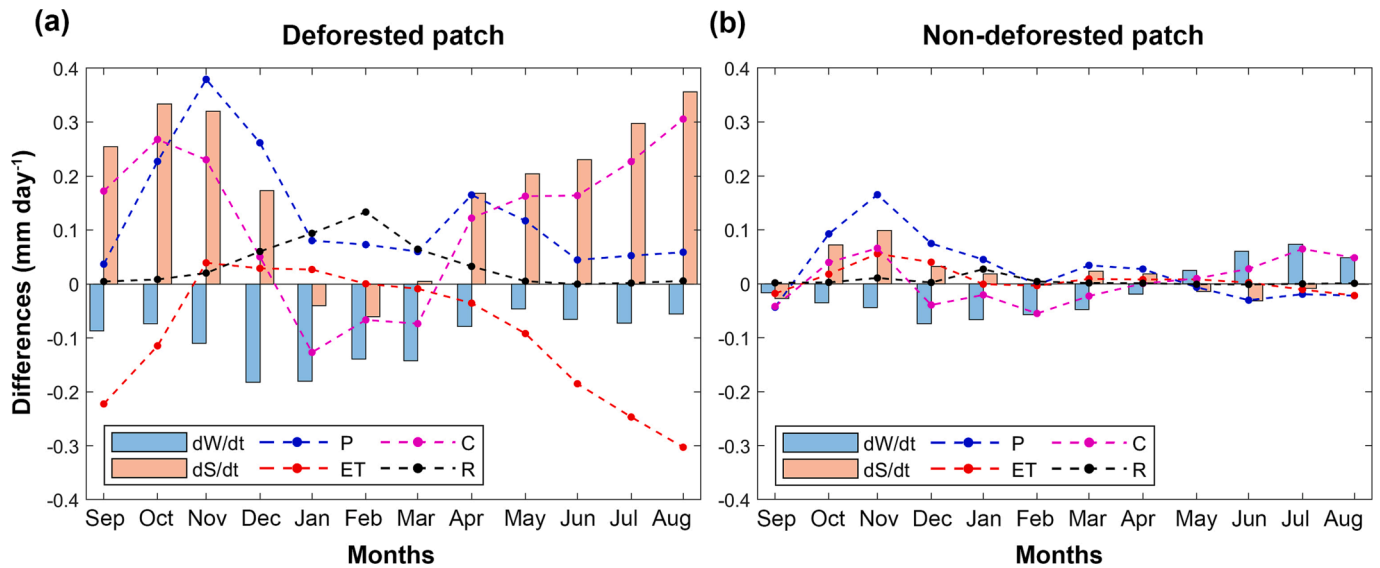 (a)
Deforested patch
Differences (mm day-1)
0.4
0.3
0.2
0.1
0
-0.1
-0.2
-0.3
-0.4
dW/dt P C
dS/dt ET R
Sep Oct Nov Dec Jan Feb Mar Apr May Jun Jul Aug
Months
(b)
Non-deforested patch
0.4
0.3
0.2
0.1
0
-0.1
-0.2
-0.3
-0.4
dW/dt P C
dS/dt ET R
Sep Oct Nov Dec Jan Feb Mar Apr May Jun Jul Aug
Months